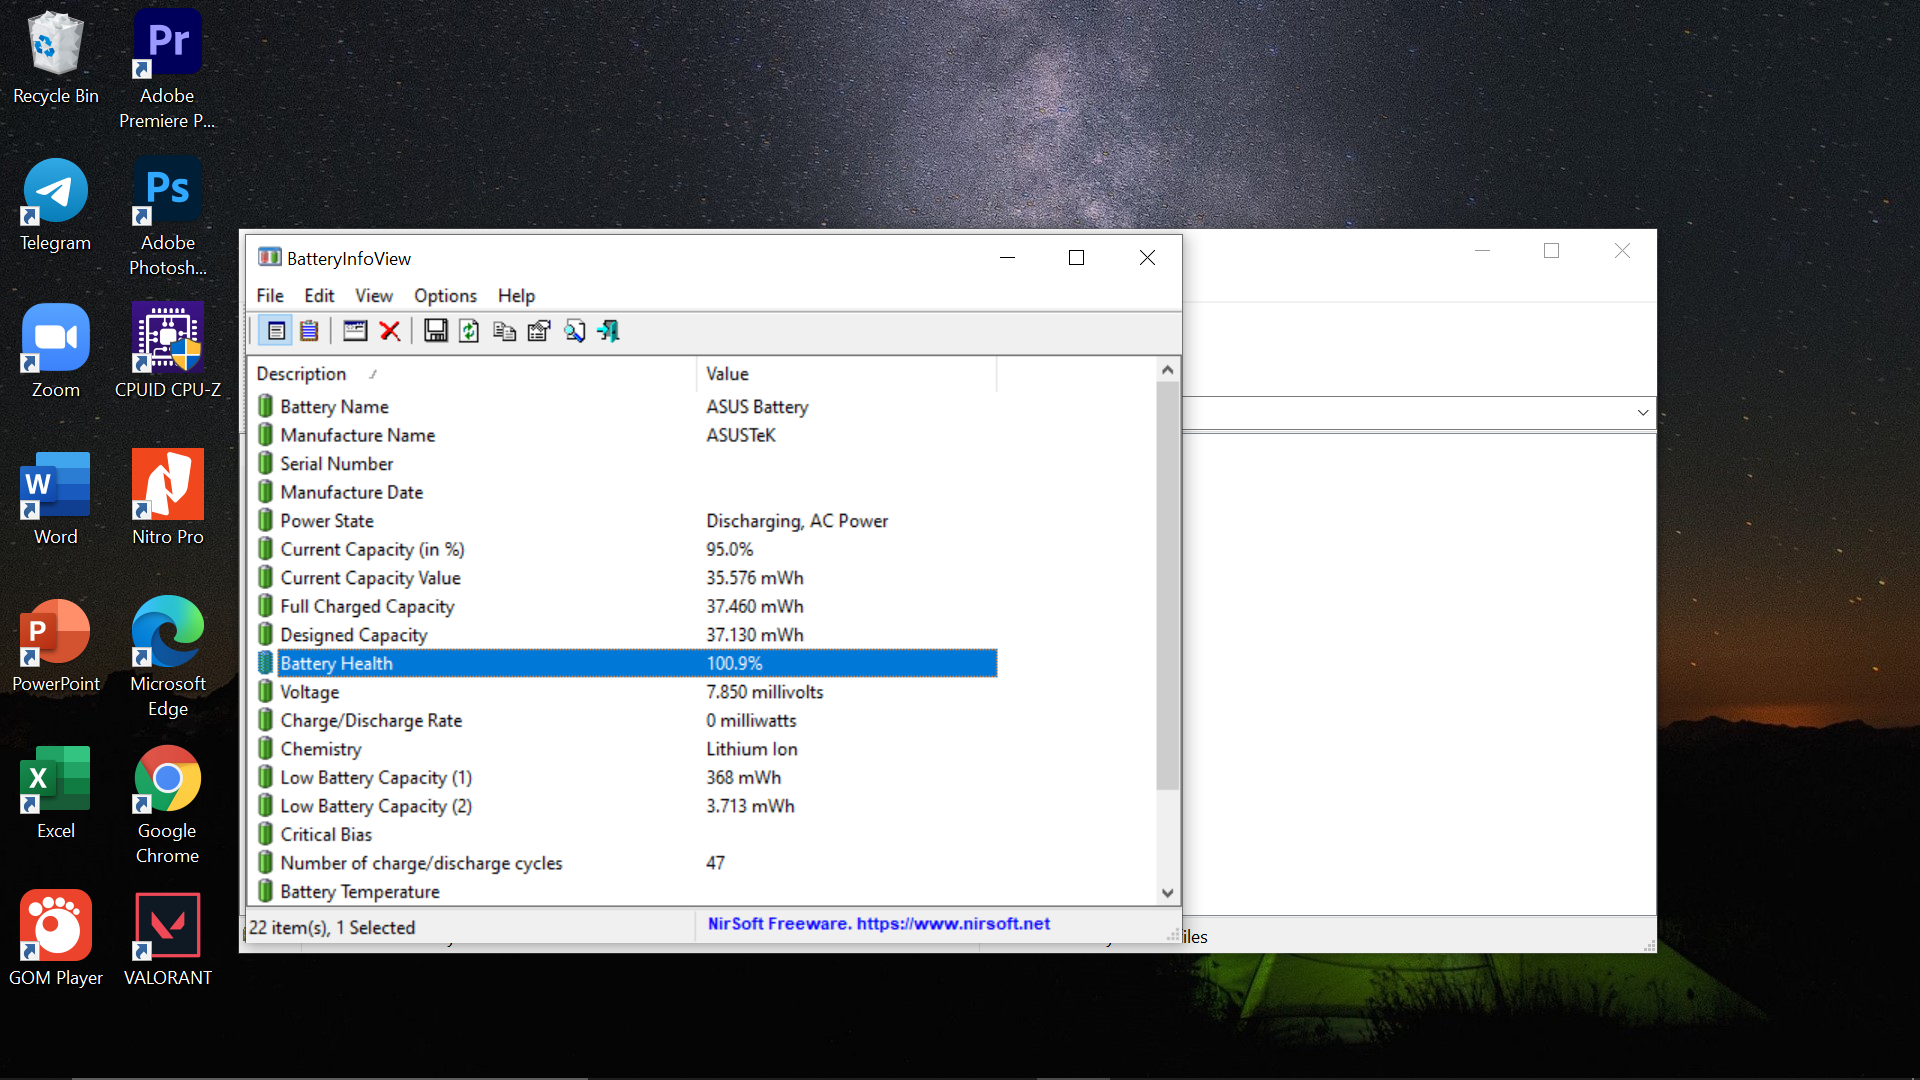 Recycle Bin
Pr
Adobe
Premiere P...
Telegram
Ps
Adobe
Photosh...
Zoom
CPUID CPU-Z
W
Word
Nitro Pro
P
PowerPoint
Microsoft
Edge
X
Excel
Google
Chrome
GOM Player
VALORANT
BatteryInfoView
File Edit View Options Help
Description Value
Battery Name ASUS Battery
Manufacture Name ASUSTeK
Serial Number
Manufacture Date
Power State Discharging, AC Power
Current Capacity (in %) 95.0%
Current Capacity Value 35.576 mWh
Full Charged Capacity 37.460 mWh
Designed Capacity 37.130 mWh
Battery Health 100.9%
Voltage 7.850 millivolts
Charge/Discharge Rate 0 milliwatts
Chemistry Lithium Ion
Low Battery Capacity (1) 368 mWh
Low Battery Capacity (2) 3.713 mWh
Critical Bias
Number of charge/discharge cycles 47
Battery Temperature
22 item(s), 1 Selected
NirSoft Freeware. https://www.nirsoft.net